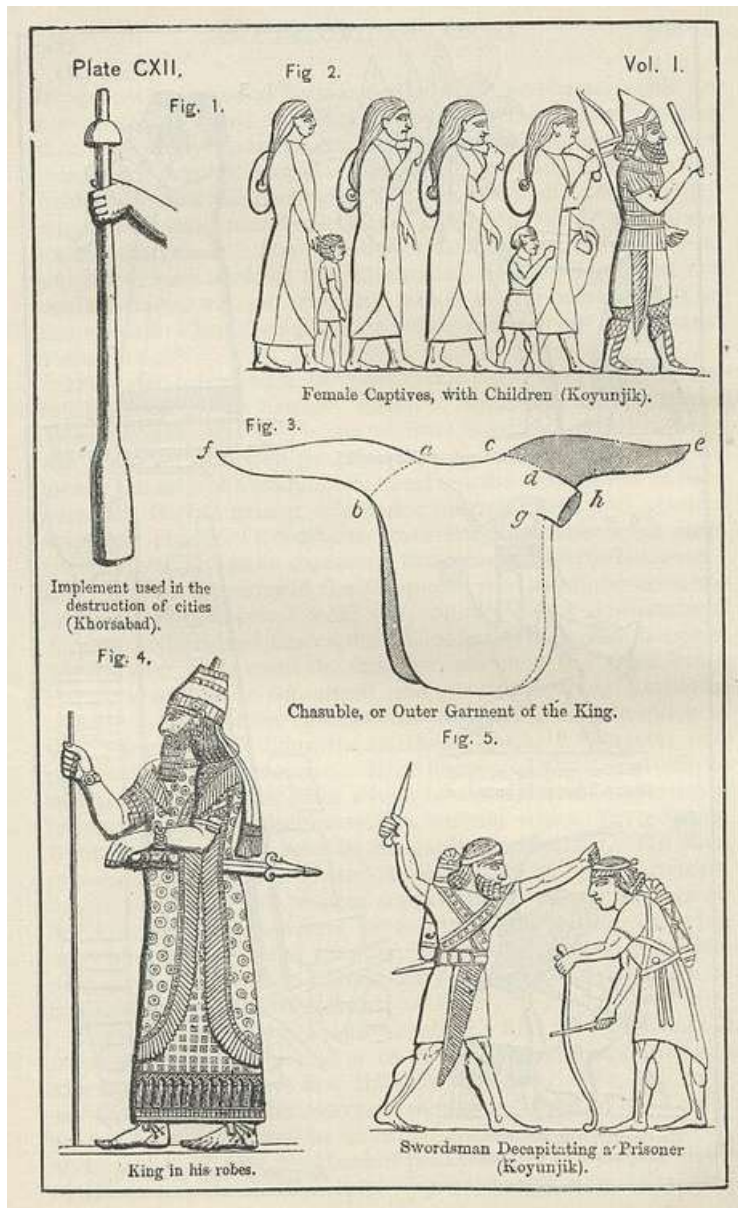 Plate CXII.
Vol. I.
Fig. 1.
Implement used in the
destruction of cities
(Khorsabad).
Fig 2.
Female Captives, with Children (Koyunjik).
Fig. 3.
f
a
c
e
d
b
g
h
Chasuble, or Outer Garment of the King.
Fig. 4.
King in his robes.
Fig. 5.
Swordsman Decapitating a Prisoner
(Koyunjik).